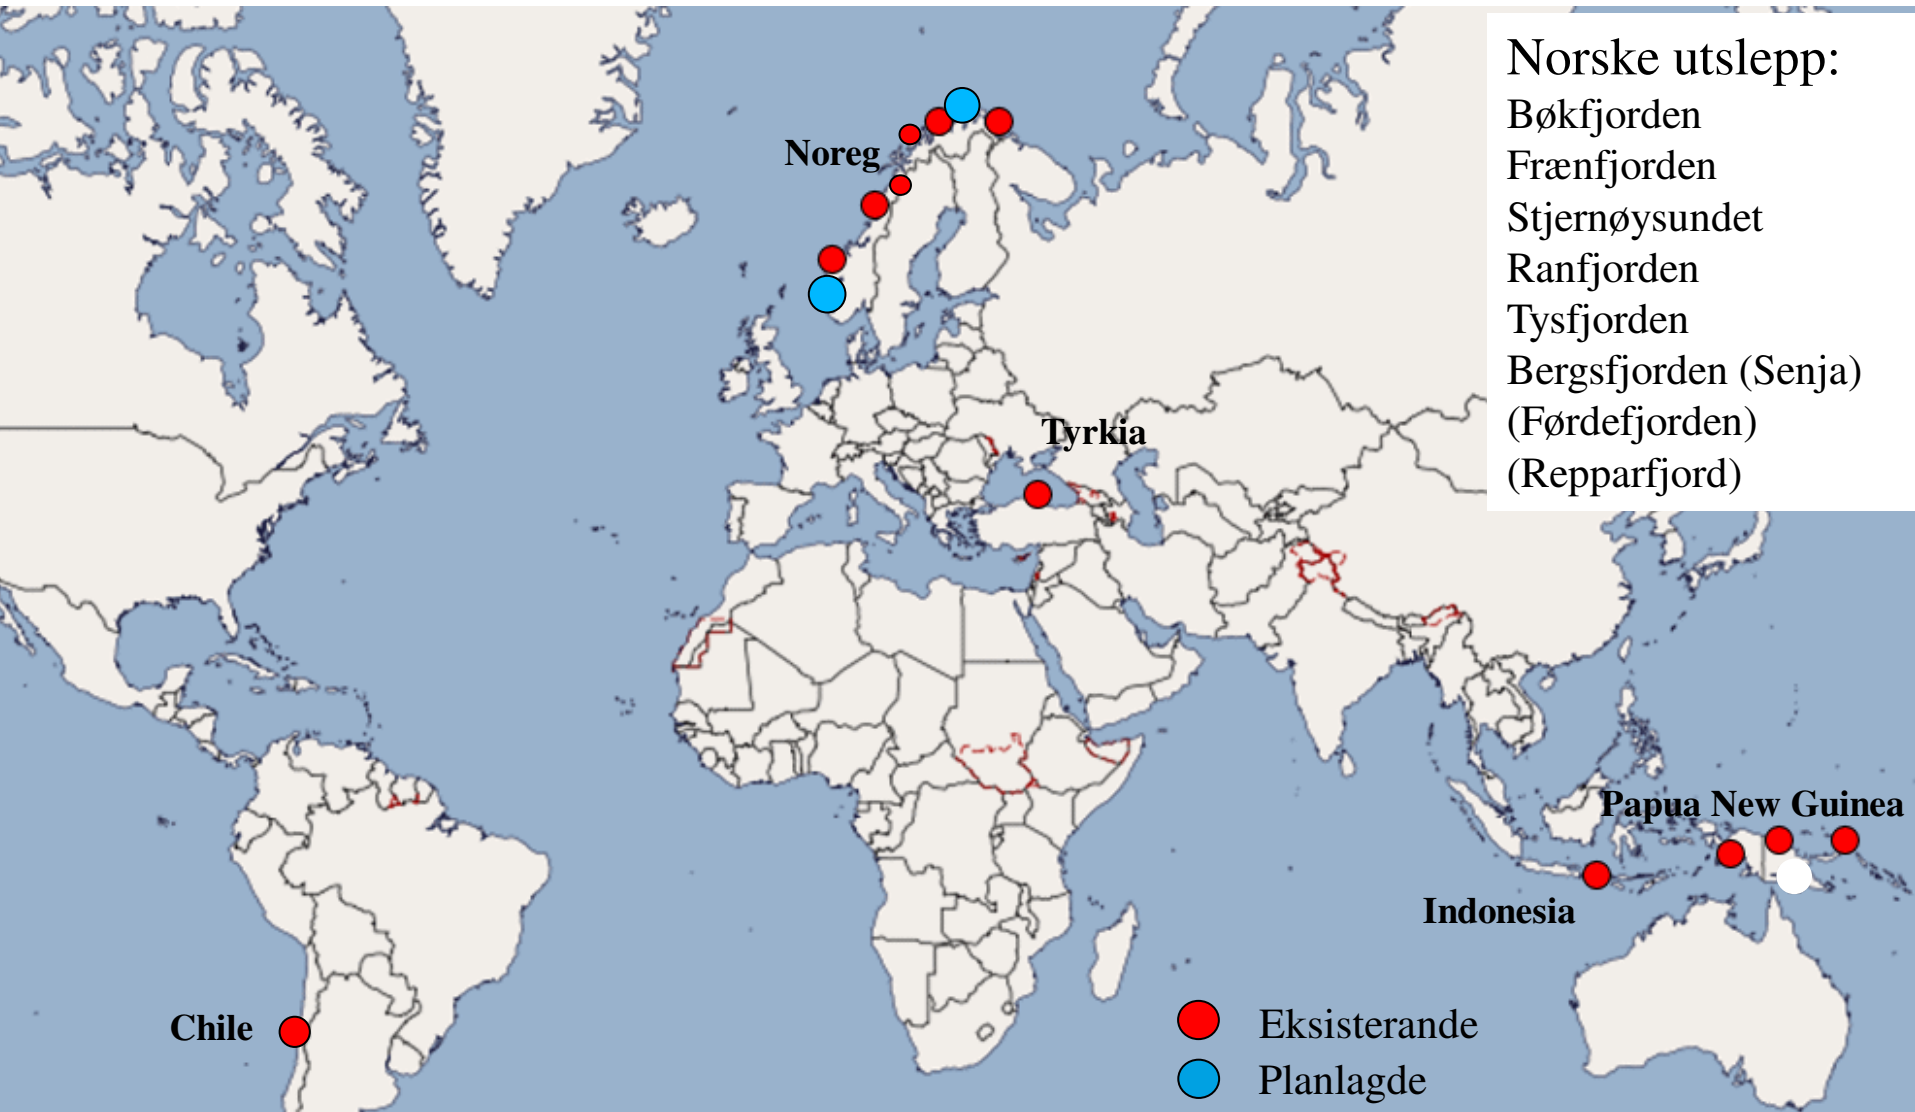 Norske utslepp:
Bøkfjorden
Frænfjorden
Stjernøysundet
Ranfjorden
Tysfjorden
Bergsfjorden (Senja)
(Førdefjorden)
(Repparfjord)
Noreg
Tyrkia
Papua New Guinea
Indonesia
Chile
Eksisterande
Planlagde